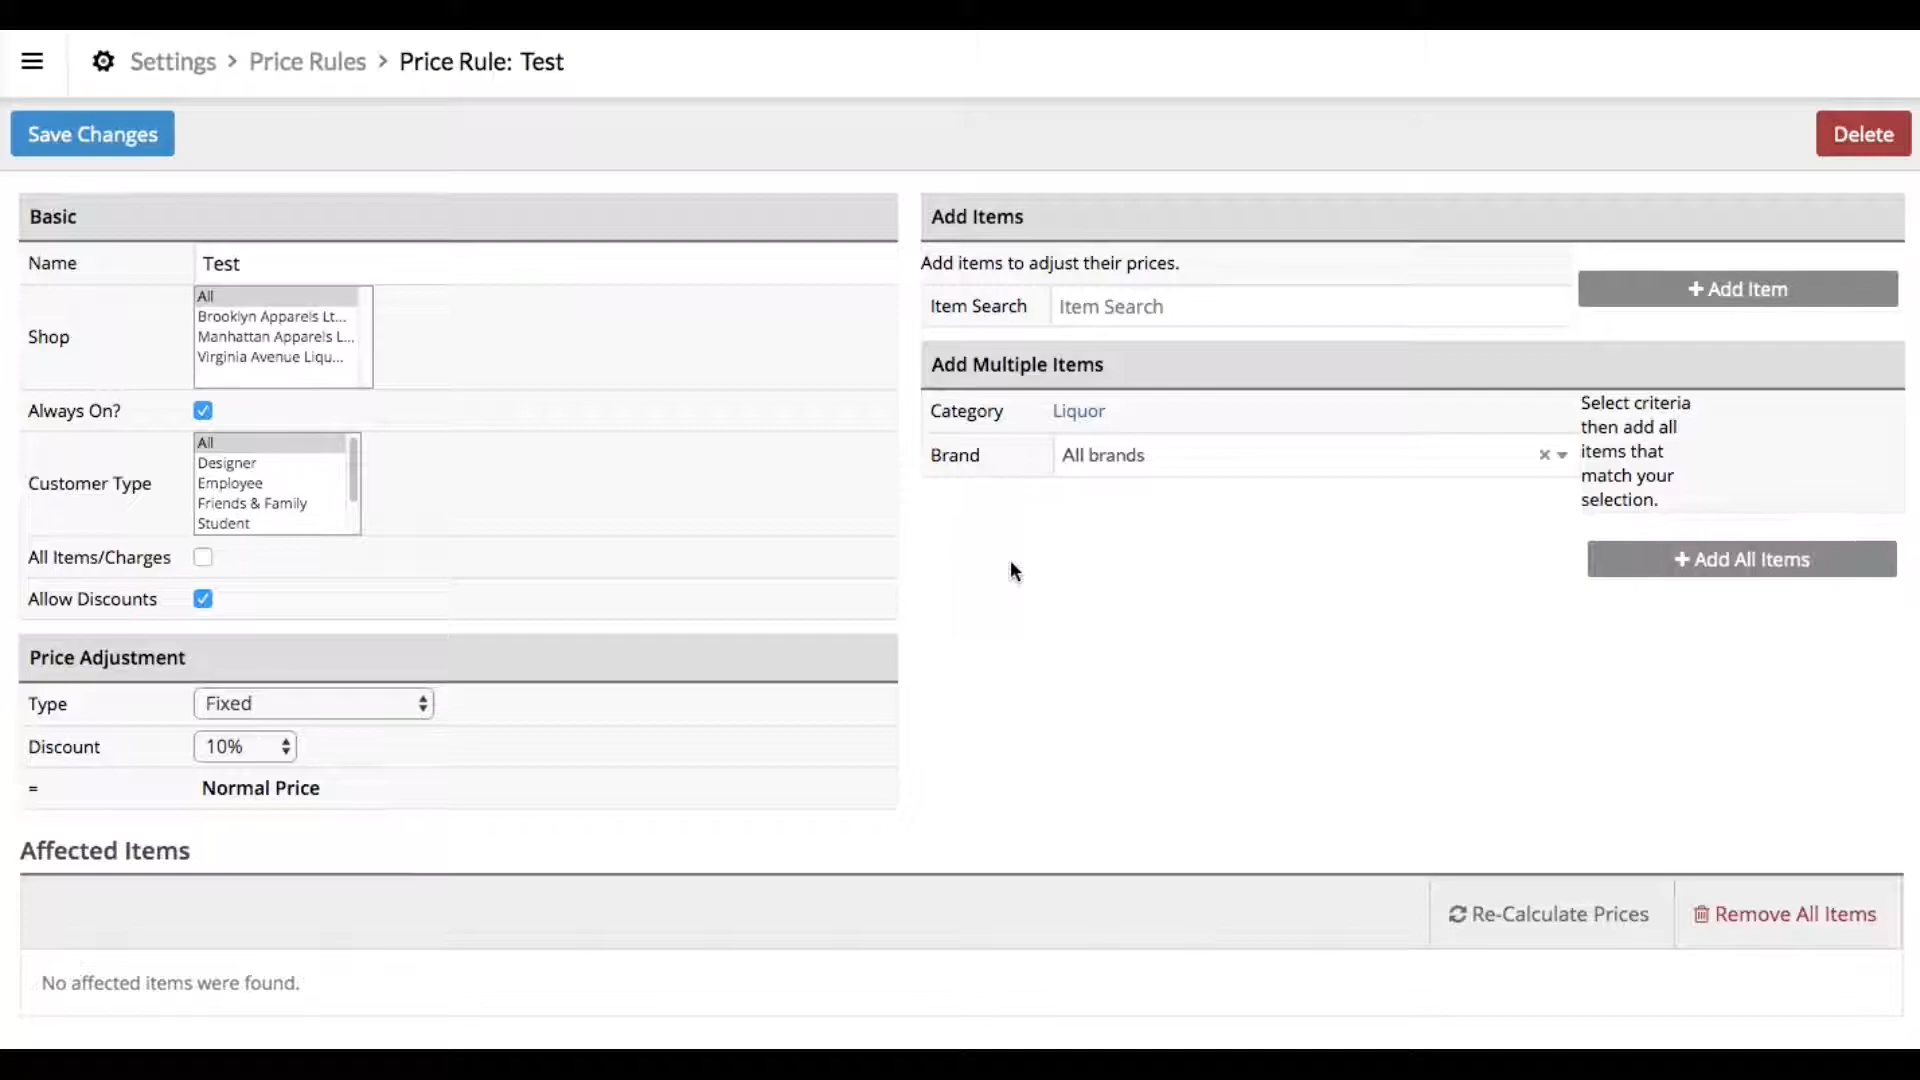 Settings > Price Rules > Price Rule: Test
Save Changes
Delete
Basic
Name Test
Shop
All
Brooklyn Apparels Lt...
Manhattan Apparels L...
Virginia Avenue Liqu...
Always On?
Customer Type
All
Designer
Employee
Friends & Family
Student
All Items/Charges
Allow Discounts
Price Adjustment
Type Fixed
Discount 10%
= Normal Price
Add Items
Add items to adjust their prices.
Item Search Item Search
+ Add Item
Add Multiple Items
Category Liquor
Brand All brands
Select criteria
then add all
items that
match your
selection.
+ Add All Items
Affected Items
Re-Calculate Prices
Remove All Items
No affected items were found.